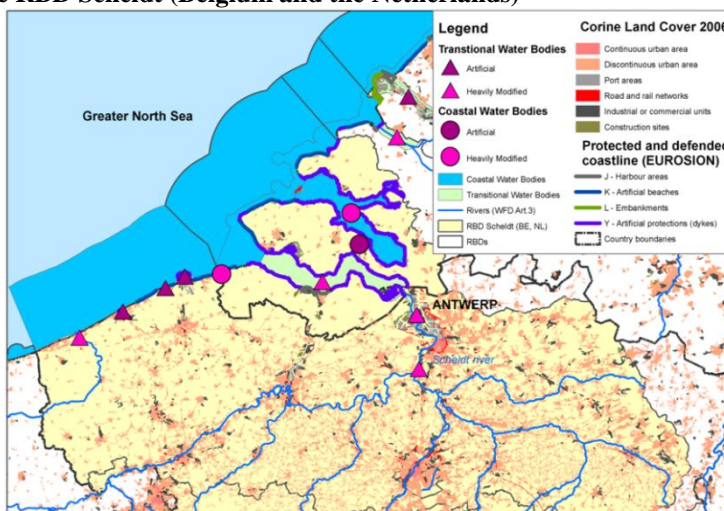 RBD Scheldt (Belgium and the Netherlands)
Legend
Transitional Water Bodies
Artificial
Heavily Modified
Coastal Water Bodies
Artificial
Heavily Modified
Coastal Water Bodies
Transitional Water Bodies
Rivers (WFD Art.3)
RBD Scheldt (BE, NL)
RBDs
Corine Land Cover 2006
Continuous urban area
Discontinuous urban area
Port areas
Road and rail networks
Industrial or commercial units
Construction sites
Protected and defended
coastline (EUROSION)
J - Harbour areas
K - Artificial beaches
L - Embankments
Y - Artificial protections (dykes)
Country boundaries
Greater North Sea
ANTWERP
Scheldt river